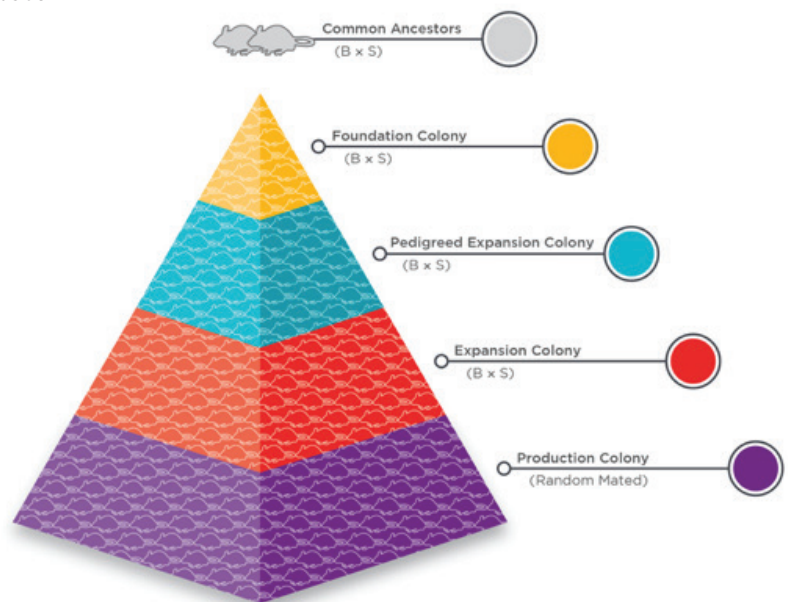 Common Ancestors
(B x S)
Foundation Colony
(B x S)
Pedigreed Expansion Colony
(B x S)
Expansion Colony
(B x S)
Production Colony
(Random Mated)